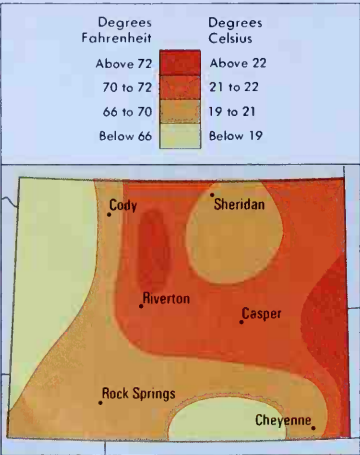 Degrees Fahrenheit
Degrees Celsius
Above 72 Above 22
70 to 72 21 to 22
66 to 70 19 to 21
Below 66 Below 19
Cody
Sheridan
Riverton
Casper
Rock Springs
Cheyenne